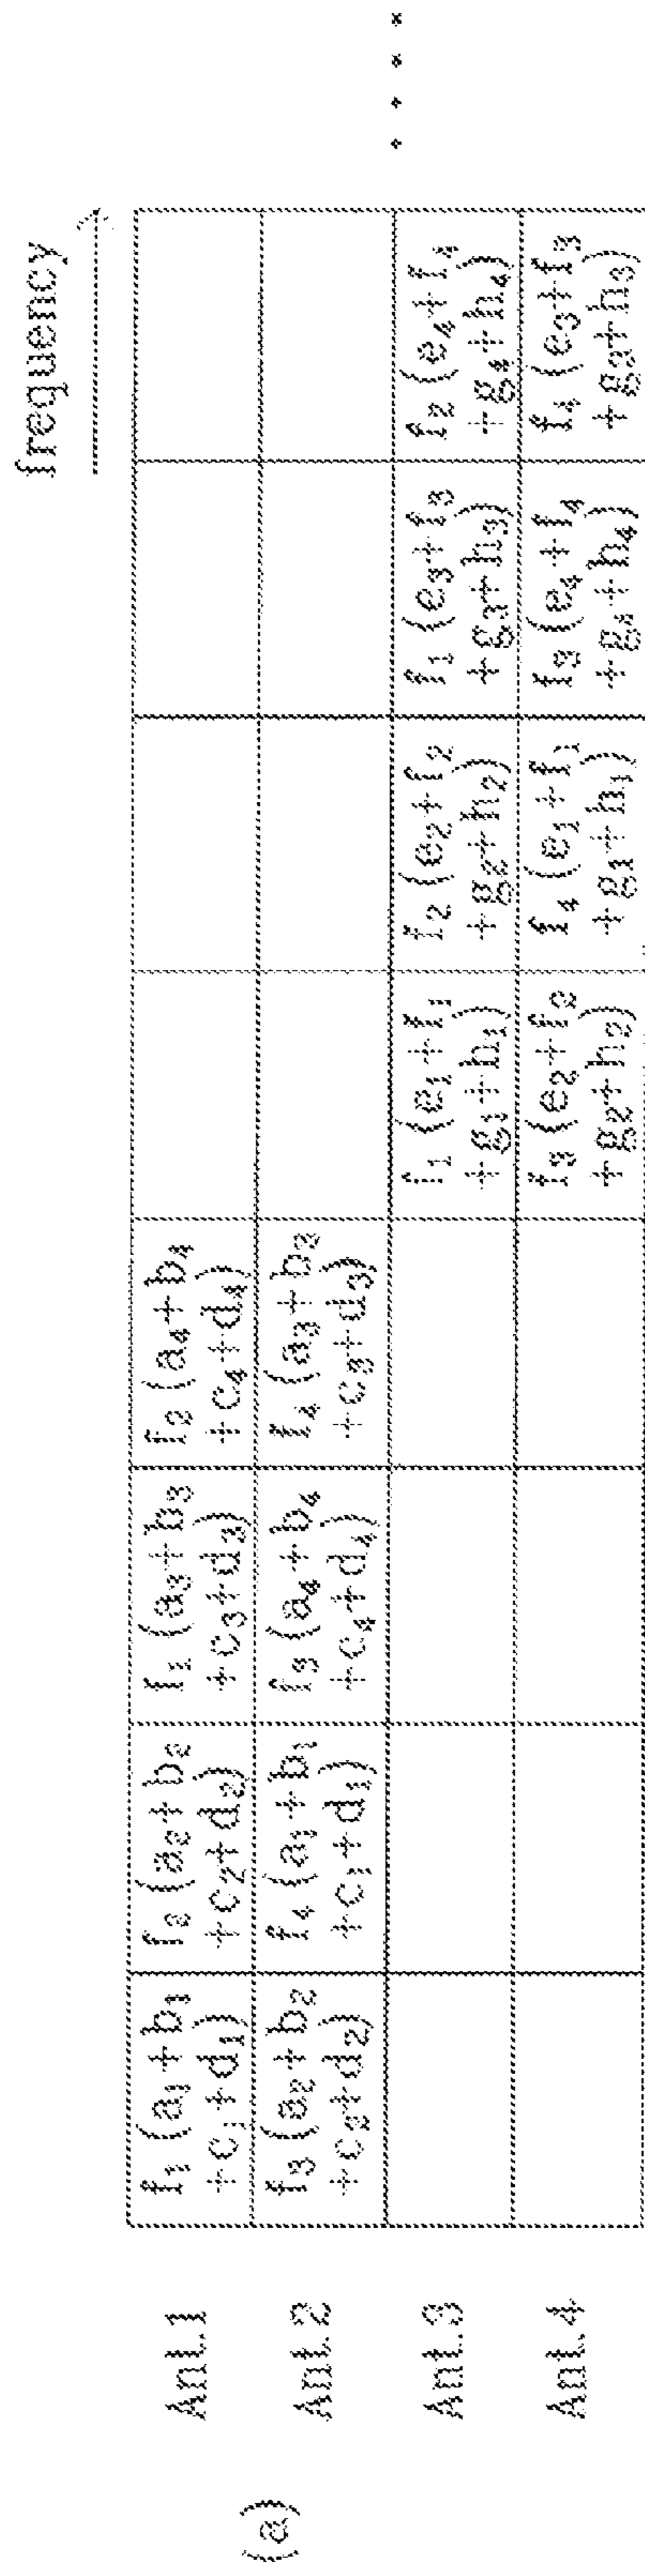 frequency
(a)
Ant.1
f1 (a1+b1
+c1+d1)
f2 (a2+b2
+c2+d2)
f1 (a3+b3
+c3+d3)
f2 (a4+b4
+c4+d4)
Ant.2
f3 (a2+b2
+c2+d2)
f4 (a1+b1
+c1+d1)
f3 (a4+b4
+c4+d4)
f4 (a3+b3
+c3+d3)
Ant.3
f1 (e1+f1
+g1+h1)
f2 (e2+f2
+g2+h2)
f1 (e3+f3
+g3+h3)
f2 (e4+f4
+g4+h4)
Ant.4
f3 (e2+f2
+g2+h2)
f4 (e1+f1
+g1+h1)
f3 (e4+f4
+g4+h4)
f4 (e3+f3
+g3+h3)